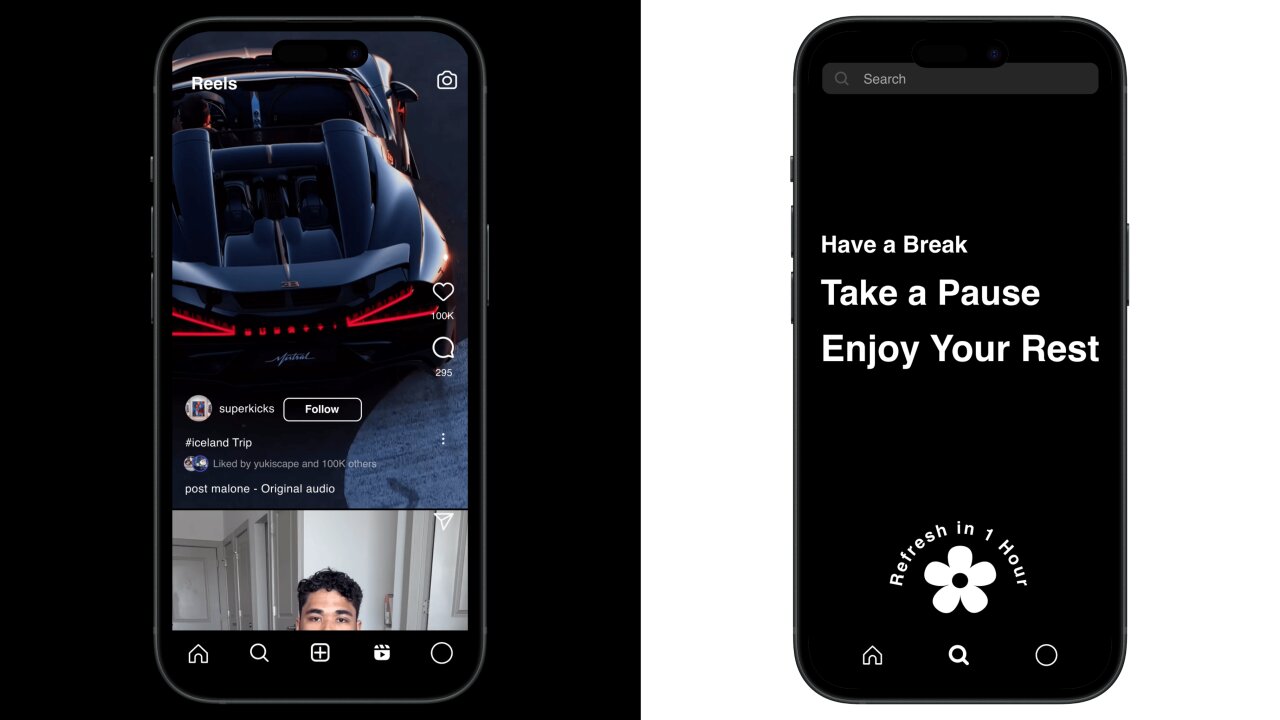 Reels
100K
Mistral
295
superkicks
Follow
#iceland Trip
Liked by yukiscape and 100K others
post malone - Original audio
Search
Have a Break
Take a Pause
Enjoy Your Rest
Refresh in 1 Hour